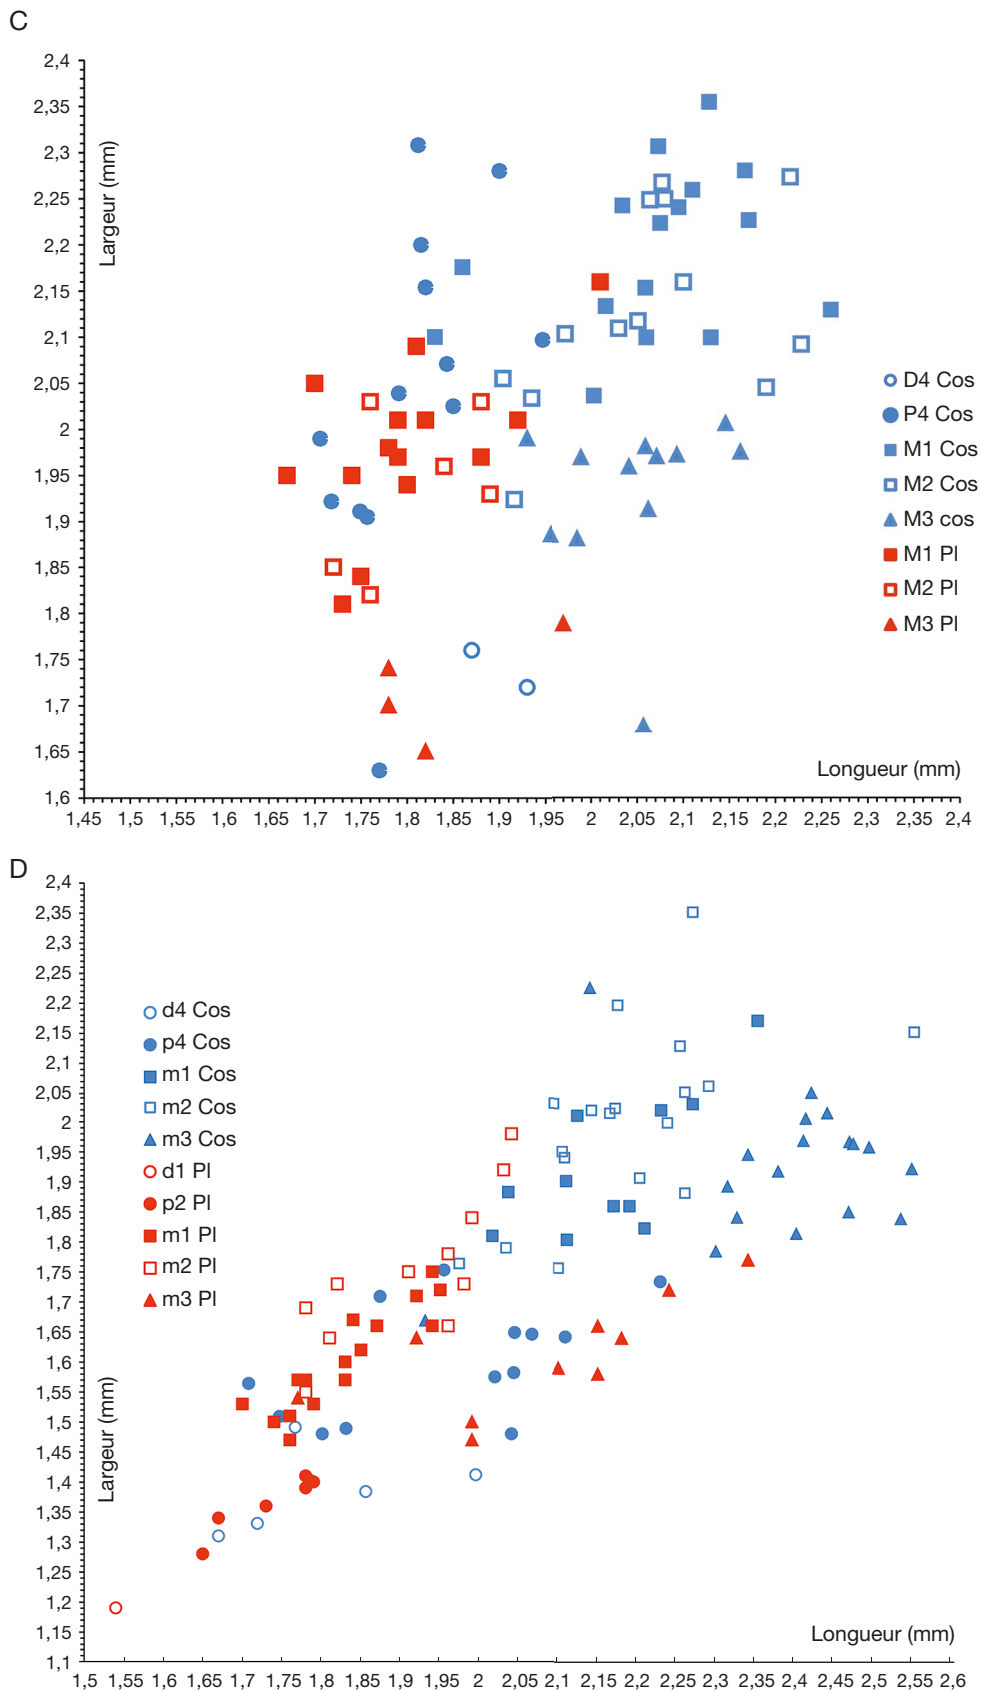 C
2,4
2,35
2,3
2,25
2,2
2,15
2,1
2,05
2
1,95
1,9
1,85
1,8
1,75
1,7
1,65
1,6
Largeur (mm)
D4 Cos
P4 Cos
M1 Cos
M2 Cos
M3 cos
M1 Pl
M2 Pl
M3 Pl
Longueur (mm)
1,45 1,5 1,55 1,6 1,65 1,7 1,75 1,8 1,85 1,9 1,95 2 2,05 2,1 2,15 2,2 2,25 2,3 2,35 2,4
D
2,4
2,35
2,3
2,25
2,2
2,15
2,1
2,05
2
1,95
1,9
1,85
1,8
1,75
1,7
1,65
1,6
1,55
1,5
1,45
1,4
1,35
1,3
1,25
1,2
1,15
1,1
d4 Cos
p4 Cos
m1 Cos
m2 Cos
m3 Cos
d1 Pl
p2 Pl
m1 Pl
m2 Pl
m3 Pl
Largeur (mm)
Longueur (mm)
1,5 1,55 1,6 1,65 1,7 1,75 1,8 1,85 1,9 1,95 2 2,05 2,1 2,15 2,2 2,25 2,3 2,35 2,4 2,45 2,5 2,55 2,6